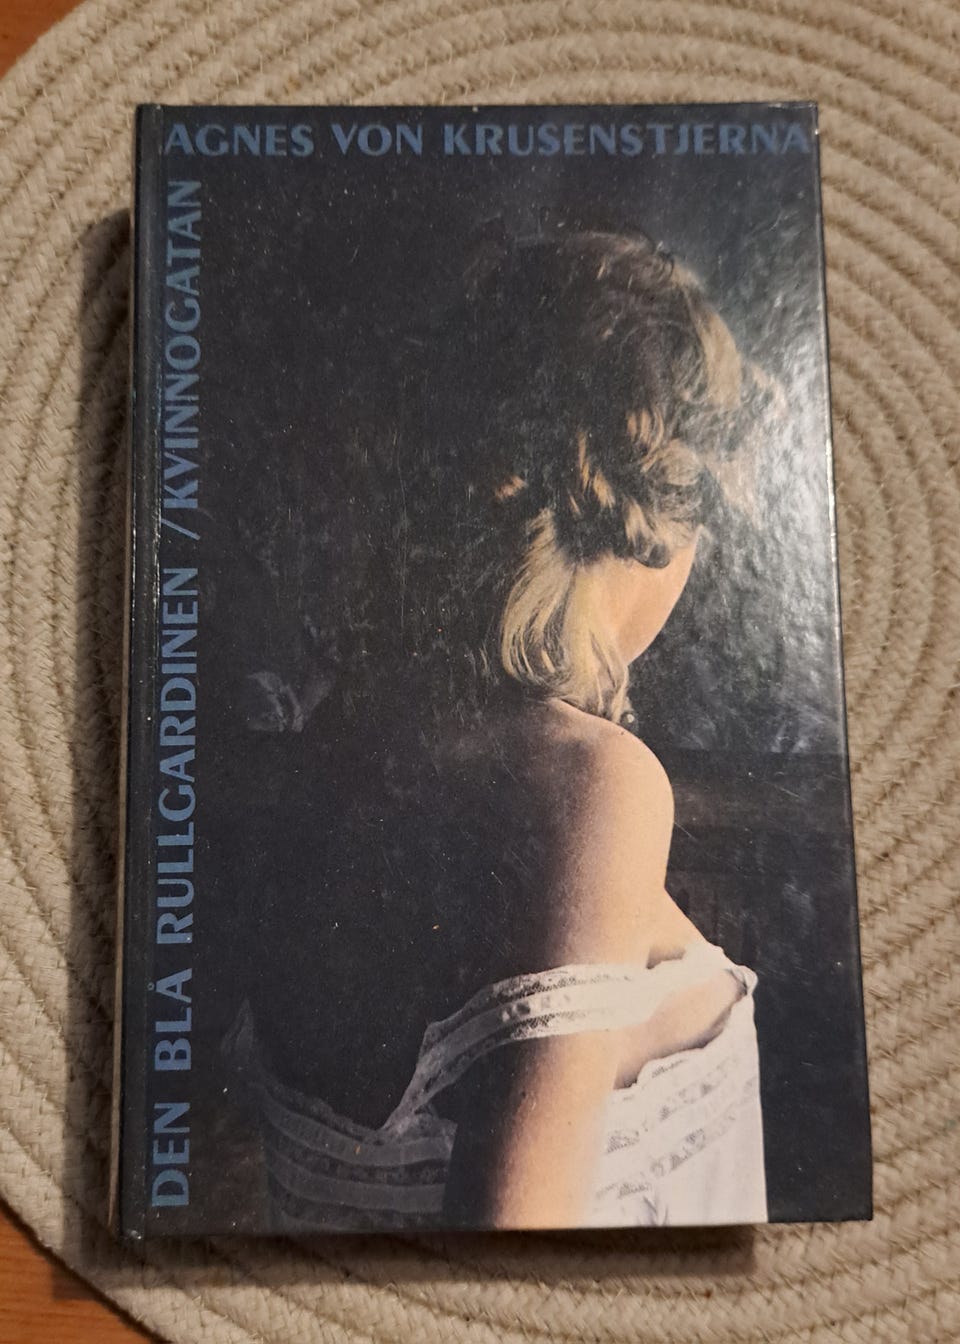 AGNES VON KRUSENSTJERNA
DEN BLÅ RULLGARDINEN /KVINNOGATAN